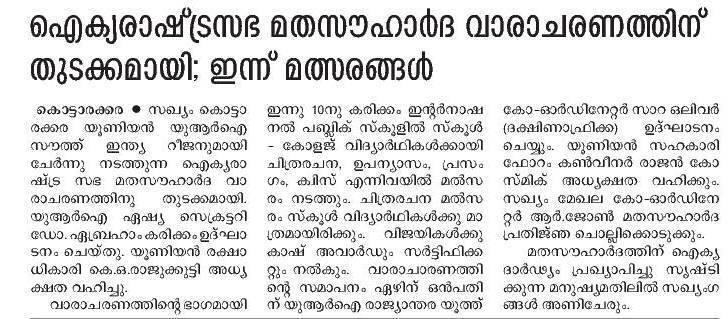 ഐക്യരാഷ്ട്രസഭ മതസൗഹാർദ വാരാചരണത്തിന്
തുടക്കമായി; ഇന്ന് മത്സരങ്ങൾ
കൊട്ടാരക്കര ● സഖ്യം കൊട്ടാ
രക്കര യൂണിയൻ യുആർഐ
സൗത്ത് ഇന്ത്യ റീജനുമായി
ചേർന്നു നടത്തുന്ന ഐക്യരാ
ഷ്ട്ര സഭ മതസൗഹാർദ വാ
രാചരണത്തിനു തുടക്കമായി.
യുആർഐ ഏഷ്യ സെക്രട്ടറി
ഡോ. ഏബ്രഹാം കരിക്കം ഉദ്ഘാ
ടനം ചെയ്തു. യൂണിയൻ രക്ഷാ
ധികാരി കെ.ഒ.രാജുക്കുട്ടി അധ്യ
ക്ഷത വഹിച്ചു.
വാരാചരണത്തിന്റെ ഭാഗമായി
ഇന്നു 10നു കരിക്കം ഇന്റർനാഷ
നൽ പബ്ലിക് സ്കൂളിൽ സ്കൂൾ
- കോളജ് വിദ്യാർഥികൾക്കായി
ചിത്രരചന, ഉപന്യാസം, പ്രസം
ഗം, ക്വിസ് എന്നിവയിൽ മൽസ
രം നടത്തും. ചിത്രരചന മൽസ
രം സ്കൂൾ വിദ്യാർഥികൾക്കു മാ
ത്രമായിരിക്കും. വിജയികൾക്കു
കാഷ് അവാർഡും സർട്ടിഫിക്ക
റ്റും നൽകും. വാരാചരണത്തി
ന്റെ സമാപനം ഏഴിന് ഒൻപതി
ന് യുആർഐ രാജ്യാന്തര യൂത്ത്
കോ-ഓർഡിനേറ്റർ സാറ ഒലിവർ
(ദക്ഷിണാഫ്രിക്ക) ഉദ്ഘാടനം
ചെയ്യും. യൂണിയൻ സഹകാരി
ഫോറം കൺവീനർ രാജൻ കോ
സ്മിക് അധ്യക്ഷത വഹിക്കും.
സഖ്യം മേഖല കോ-ഓർഡിനേ
റ്റർ ആർ.ജോൺ മതസൗഹാർദ
പ്രതിജ്ഞ ചൊല്ലിക്കൊടുക്കും.
മതസൗഹാർദത്തിന് ഐക്യ
ദാർഢ്യം പ്രഖ്യാപിച്ചു സൃഷ്ടി
ക്കുന്ന മനുഷ്യമതിലിൽ സഖ്യംഗ
ങ്ങൾ അണിചേരും.